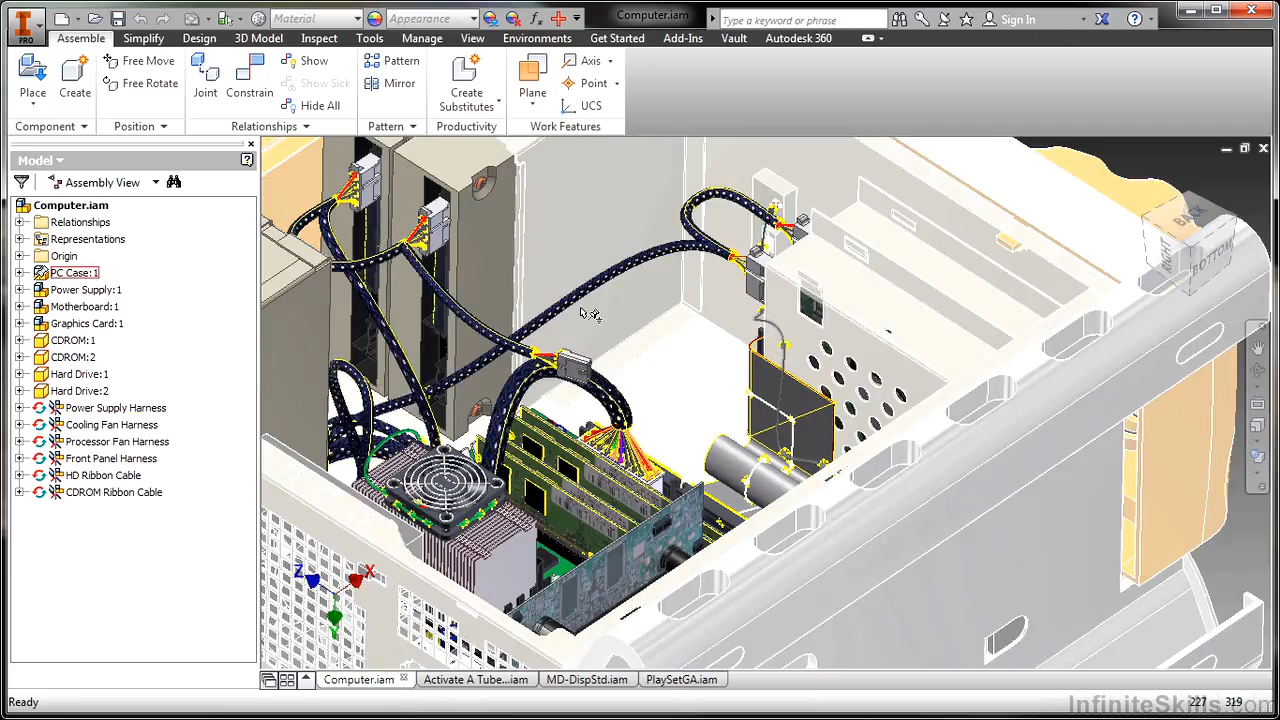 PRO
Material
Appearance
Computer.iam
Type a keyword or phrase
Sign In
Assemble
Simplify
Design
3D Model
Inspect
Tools
Manage
View
Environments
Get Started
Add-Ins
Vault
Autodesk 360
Place
Create
Free Move
Free Rotate
Joint
Constrain
Show
Show Sick
Hide All
Pattern
Mirror
Create
Substitutes
Plane
Axis
Point
UCS
Component
Position
Relationships
Pattern
Productivity
Work Features
Model
Assembly View
Computer.iam
Relationships
Representations
Origin
PC Case:1
Power Supply:1
Motherboard:1
Graphics Card:1
CDROM:1
CDROM:2
Hard Drive:1
Hard Drive:2
Power Supply Harness
Cooling Fan Harness
Processor Fan Harness
Front Panel Harness
HD Ribbon Cable
CDROM Ribbon Cable
BACK
RIGHT
BOTTOM
Z
X
Y
Computer.iam
Activate A Tube...iam
MD-DispStd.iam
PlaySetGA.iam
Ready
227
319
InfiniteSkills.com